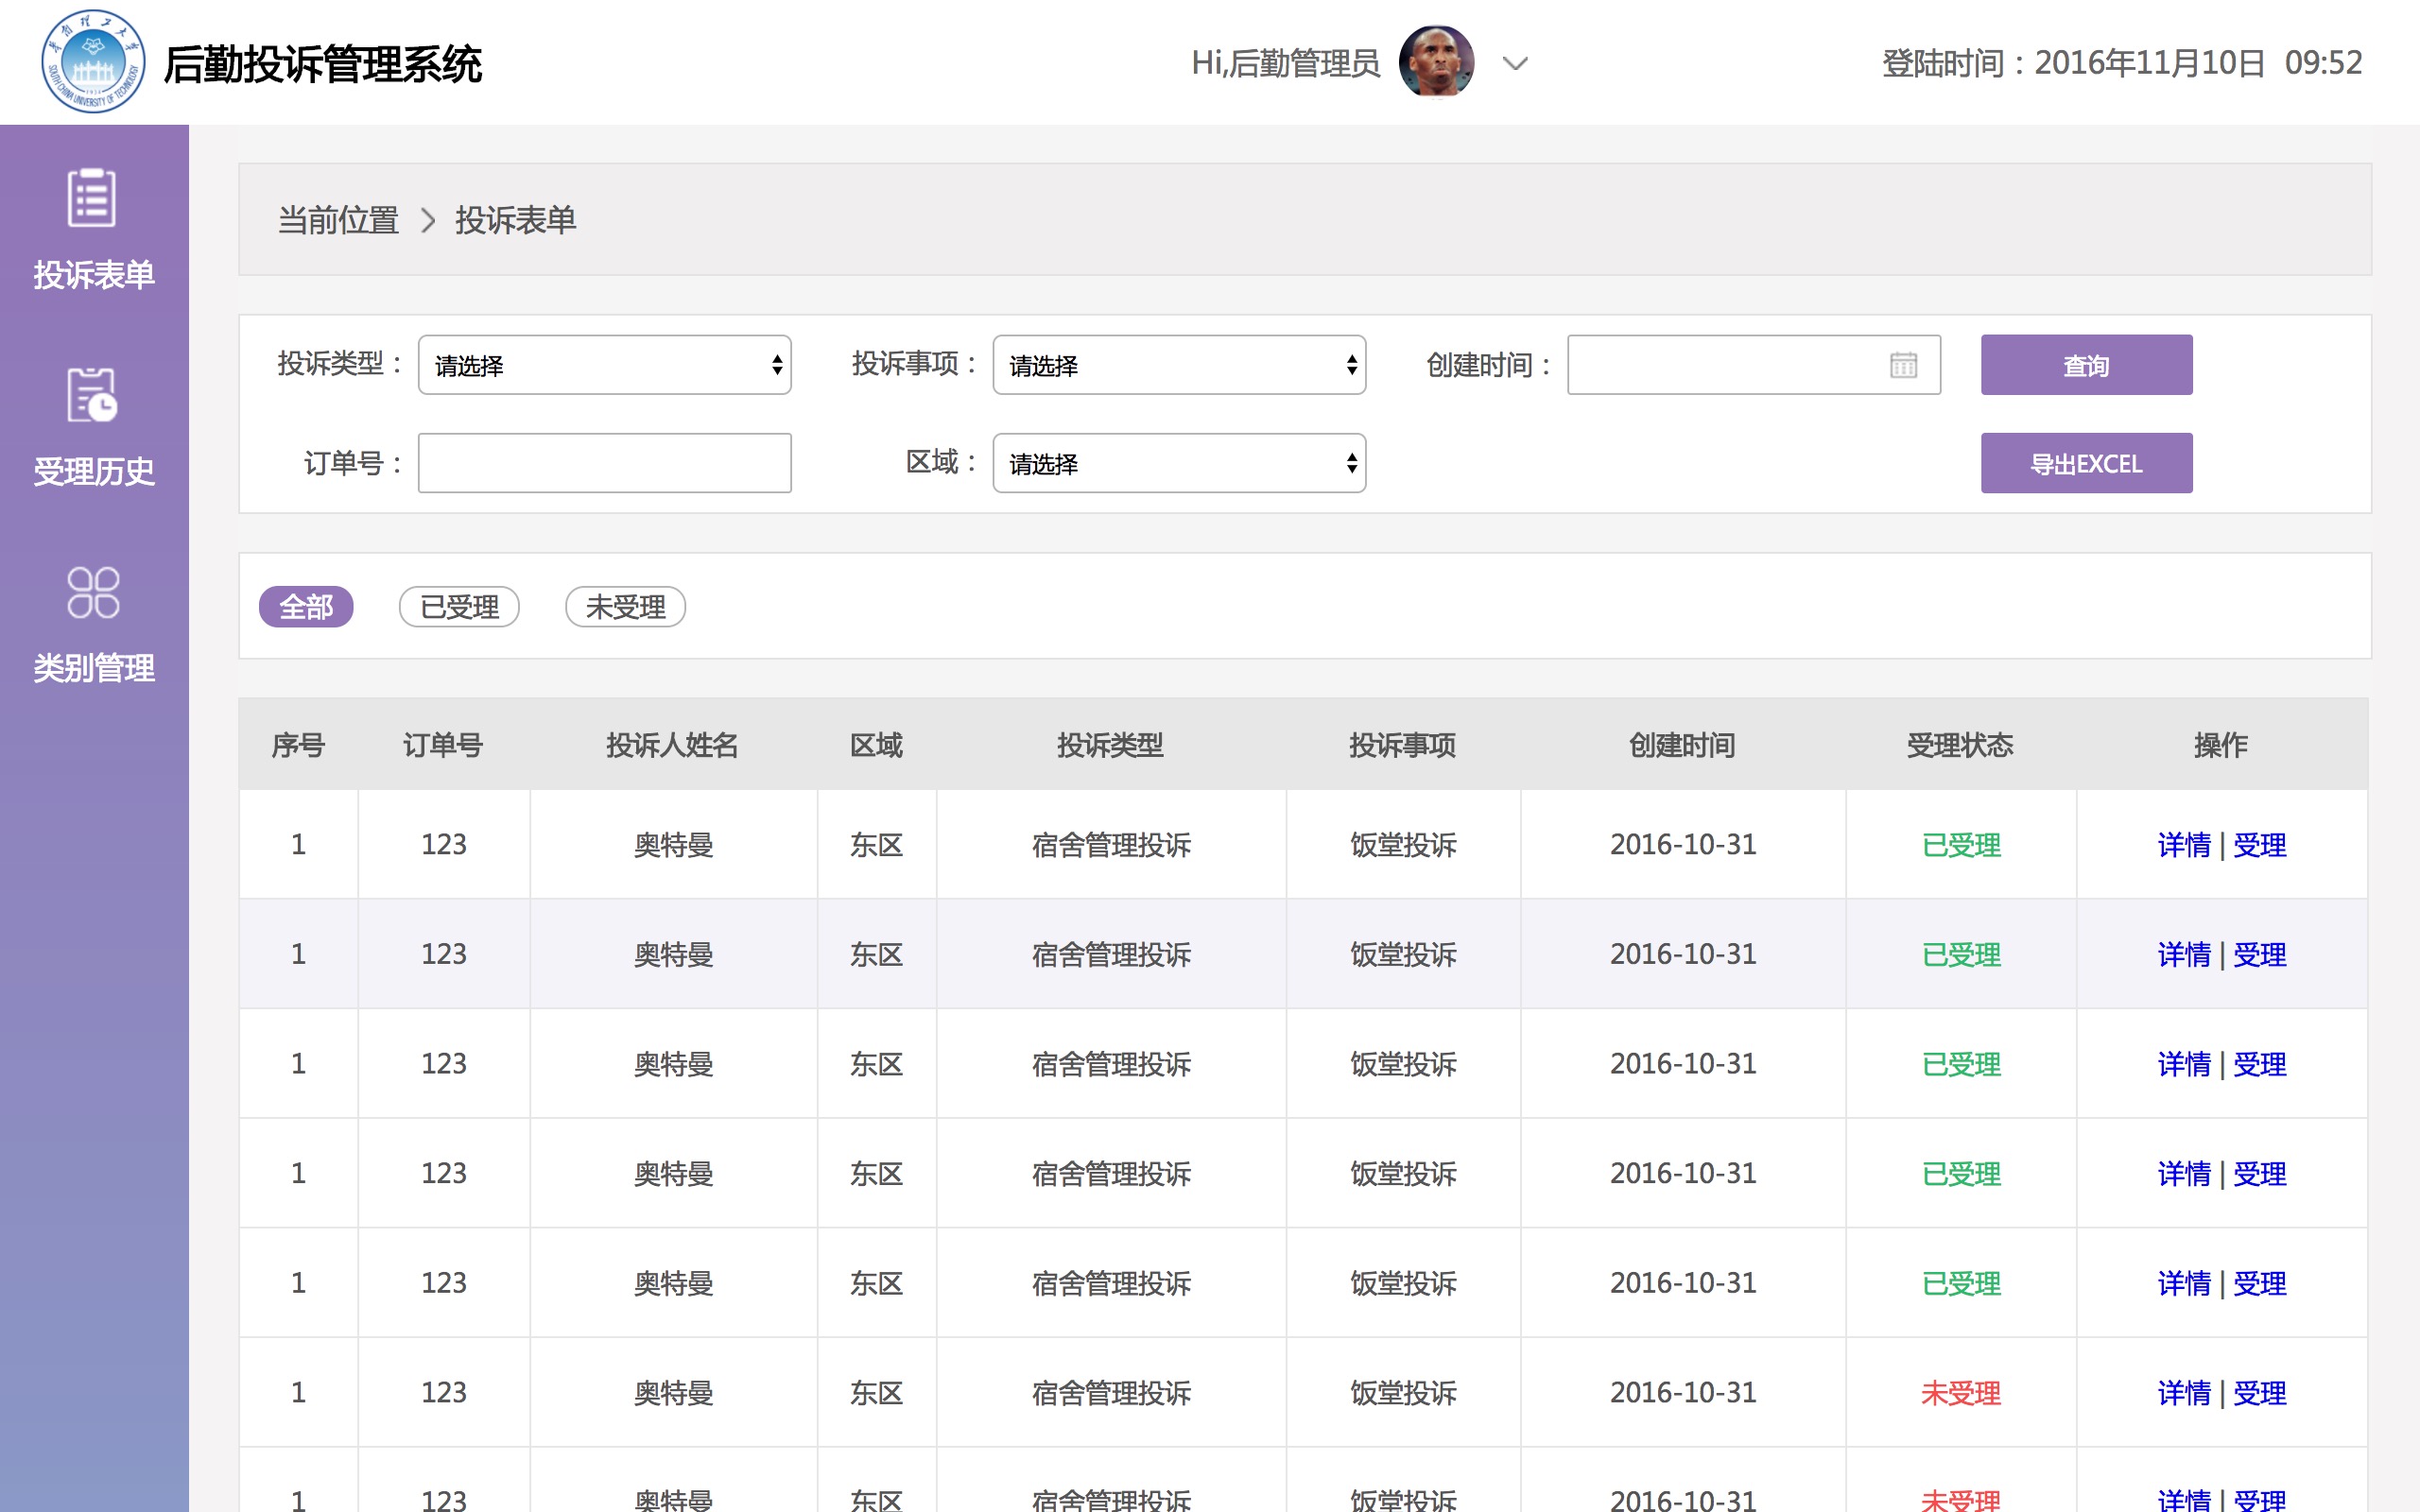 后勤投诉管理系统
SOUTH CHINA UNIVERSITY OF TECHNOLOGY
Hi,后勤管理员
登陆时间：2016年11月10日 09:52
投诉表单
受理历史
类别管理
当前位置 > 投诉表单
投诉类型： 请选择 投诉事项： 请选择 创建时间： 查询
订单号： 区域： 请选择 导出EXCEL
全部 已受理 未受理
序号 订单号 投诉人姓名 区域 投诉类型 投诉事项 创建时间 受理状态 操作
1 123 奥特曼 东区 宿舍管理投诉 饭堂投诉 2016-10-31 已受理 详情 | 受理
1 123 奥特曼 东区 宿舍管理投诉 饭堂投诉 2016-10-31 已受理 详情 | 受理
1 123 奥特曼 东区 宿舍管理投诉 饭堂投诉 2016-10-31 已受理 详情 | 受理
1 123 奥特曼 东区 宿舍管理投诉 饭堂投诉 2016-10-31 已受理 详情 | 受理
1 123 奥特曼 东区 宿舍管理投诉 饭堂投诉 2016-10-31 已受理 详情 | 受理
1 123 奥特曼 东区 宿舍管理投诉 饭堂投诉 2016-10-31 未受理 详情 | 受理
1 123 奥特曼 东区 宿舍管理投诉 饭堂投诉 2016-10-31 未受理 详情 | 受理